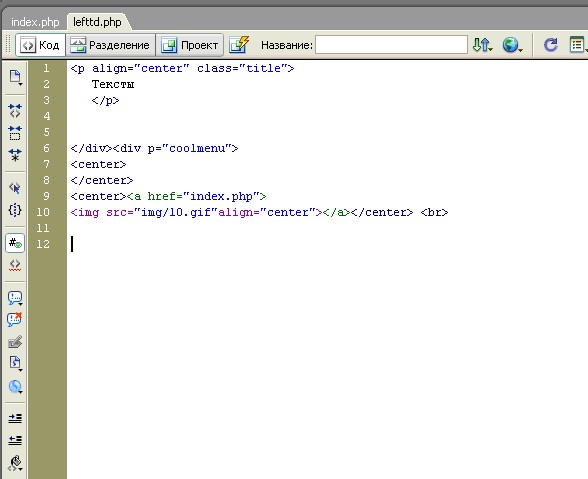 index.php lefttd.php
Код Разделение Проект Название:
1 <p align="center" class="title">
2 Тексты
3 </p>
4
5
6 </div><div p="coolmenu">
7 <center>
8 </center>
9 <center><a href="index.php">
10 <img src="img/10.gif"align="center"></a></center> <br>
11
12